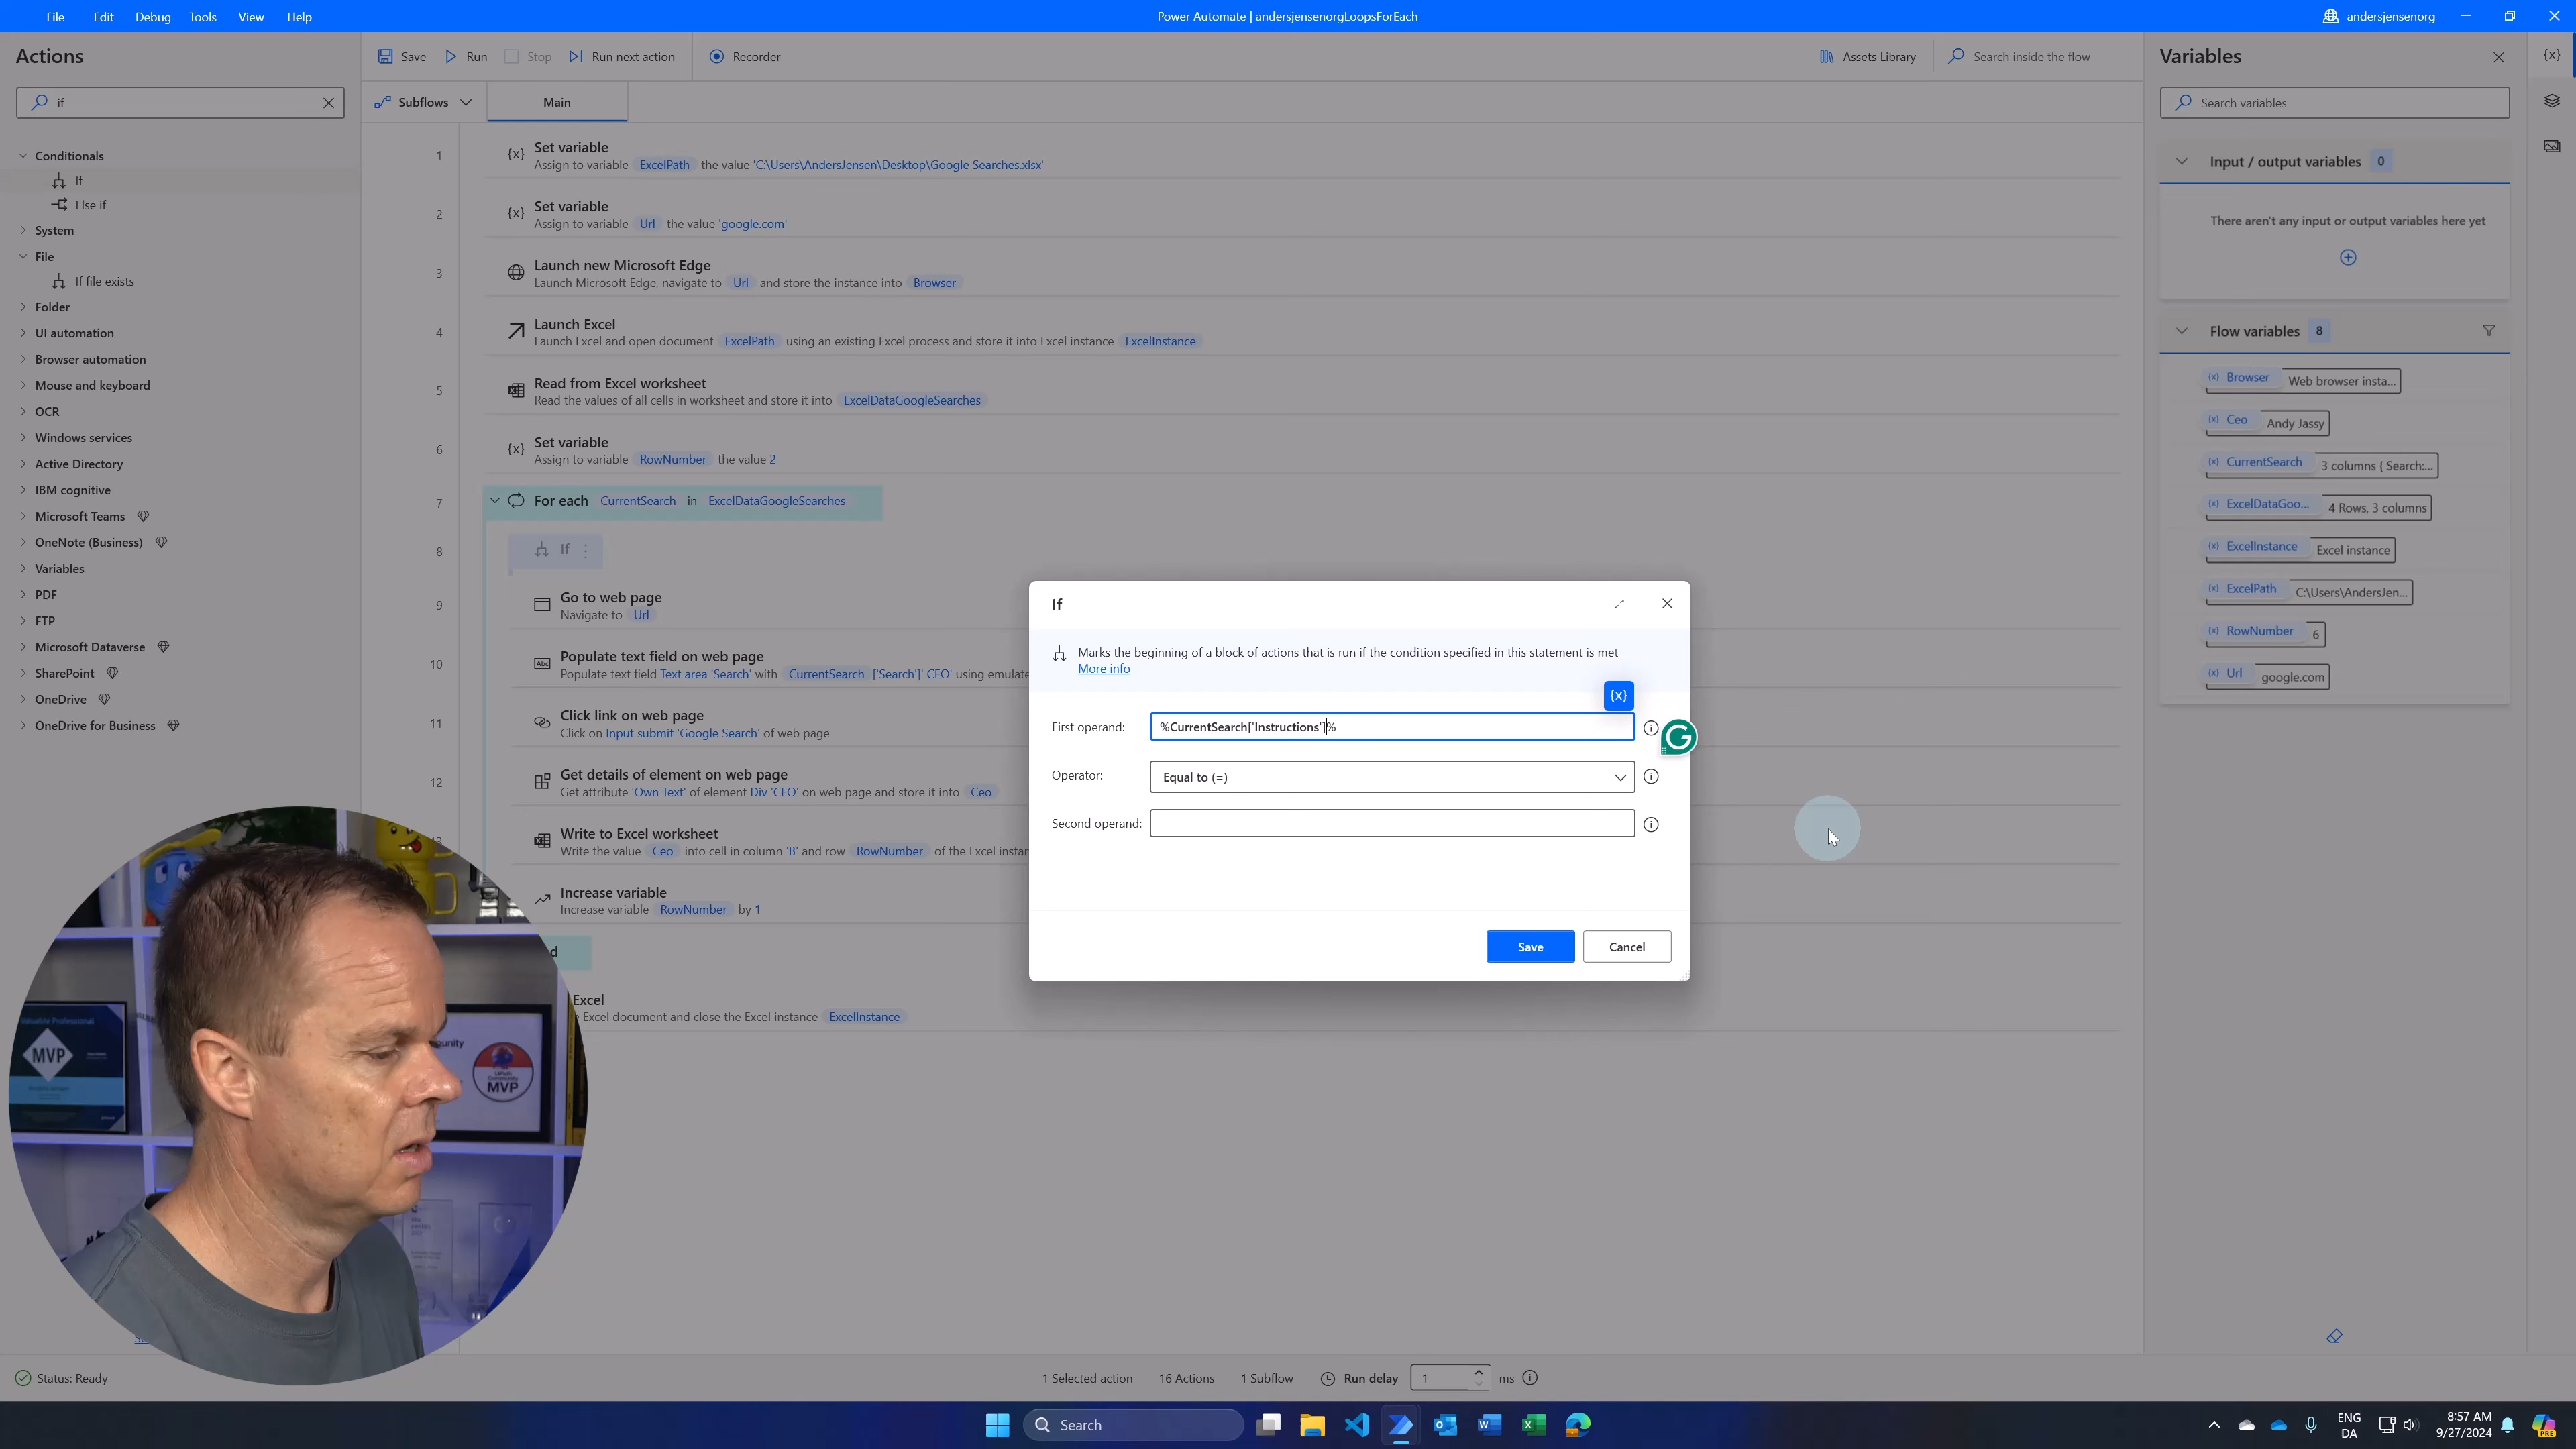 File Edit Debug Tools View Help
Power Automate | andersjensenorgLoopsForEach
andersjensenorg
Actions
if
Conditionals
If
Else if
System
File
If file exists
Folder
UI automation
Browser automation
Mouse and keyboard
OCR
Windows services
Active Directory
IBM cognitive
Microsoft Teams
OneNote (Business)
Variables
PDF
FTP
Microsoft Dataverse
SharePoint
OneDrive
OneDrive for Business
Save Run Stop Run next action Recorder
Assets Library Search inside the flow
Subflows Main
1 {x} Set variable
Assign to variable ExcelPath the value 'C:\Users\AndersJensen\Desktop\Google Searches.xlsx'
2 {x} Set variable
Assign to variable Url the value 'google.com'
3 Launch new Microsoft Edge
Launch Microsoft Edge, navigate to Url and store the instance into Browser
4 Launch Excel
Launch Excel and open document ExcelPath using an existing Excel process and store it into Excel instance ExcelInstance
5 Read from Excel worksheet
Read the values of all cells in worksheet and store it into ExcelDataGoogleSearches
6 {x} Set variable
Assign to variable RowNumber the value 2
7 For each CurrentSearch in ExcelDataGoogleSearches
8 If
9 Go to web page
Navigate to Url
10 Abc Populate text field on web page
Populate text field Text area 'Search' with CurrentSearch ['Search']' CEO' using emulate
11 Click link on web page
Click on Input submit 'Google Search' of web page
12 Get details of element on web page
Get attribute 'Own Text' of element Div 'CEO' on web page and store it into Ceo
Write to Excel worksheet
Write the value Ceo into cell in column 'B' and row RowNumber of the Excel instan
Increase variable
Increase variable RowNumber by 1
d
Excel
Excel document and close the Excel instance ExcelInstance
If
Marks the beginning of a block of actions that is run if the condition specified in this statement is met
More info
{x}
First operand: %CurrentSearch['Instructions']%
G
Operator: Equal to (=)
Second operand:
Save Cancel
Variables
{x}
Search variables
Input / output variables 0
There aren't any input or output variables here yet
Flow variables 8
{x} Browser Web browser insta...
{x} Ceo Andy Jassy
{x} CurrentSearch 3 columns { Search:...
{x} ExcelDataGoo... 4 Rows, 3 columns
{x} ExcelInstance Excel instance
{x} ExcelPath C:\Users\AndersJen...
{x} RowNumber 6
{x} Url google.com
Valuable Professional
MVP
MVP
Status: Ready
1 Selected action 16 Actions 1 Subflow Run delay 1 ms
Search
ENG
DA
8:57 AM
9/27/2024
PRE